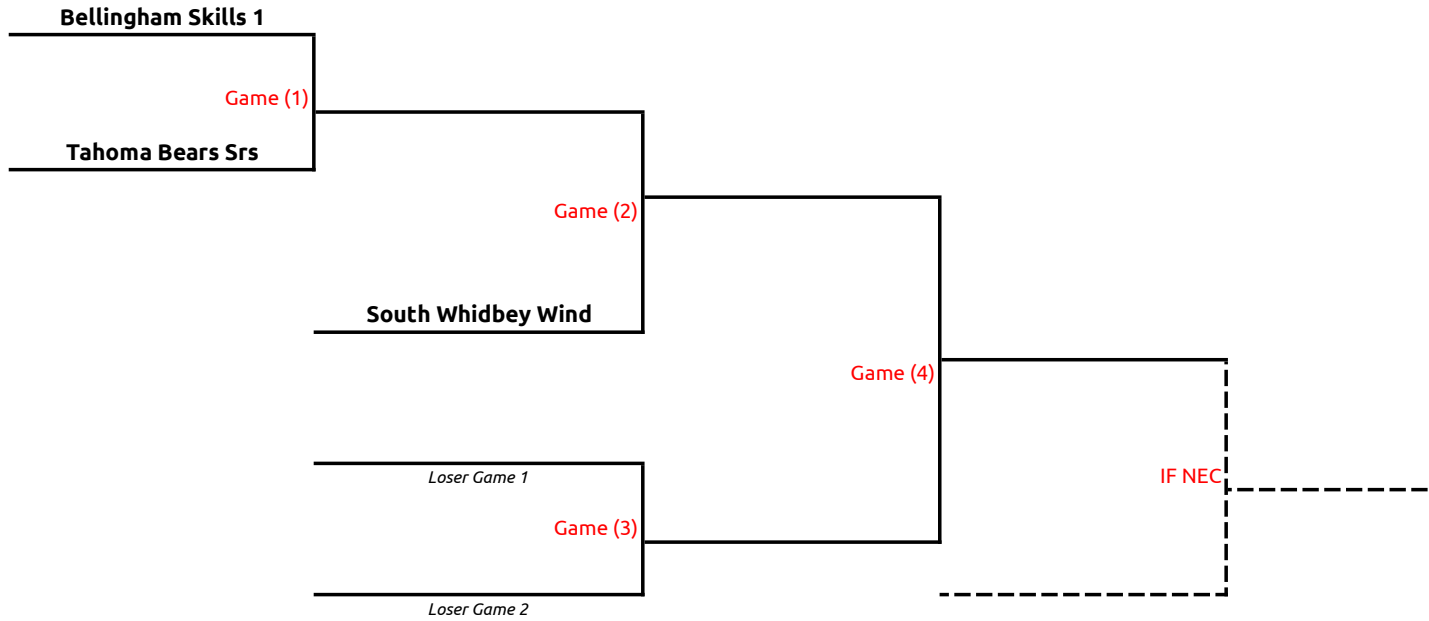 Bellingham Skills 1
Game (1)
Tahoma Bears Srs
Game (2)
South Whidbey Wind
Game (4)
Loser Game 1
IF NEC
Game (3)
Loser Game 2